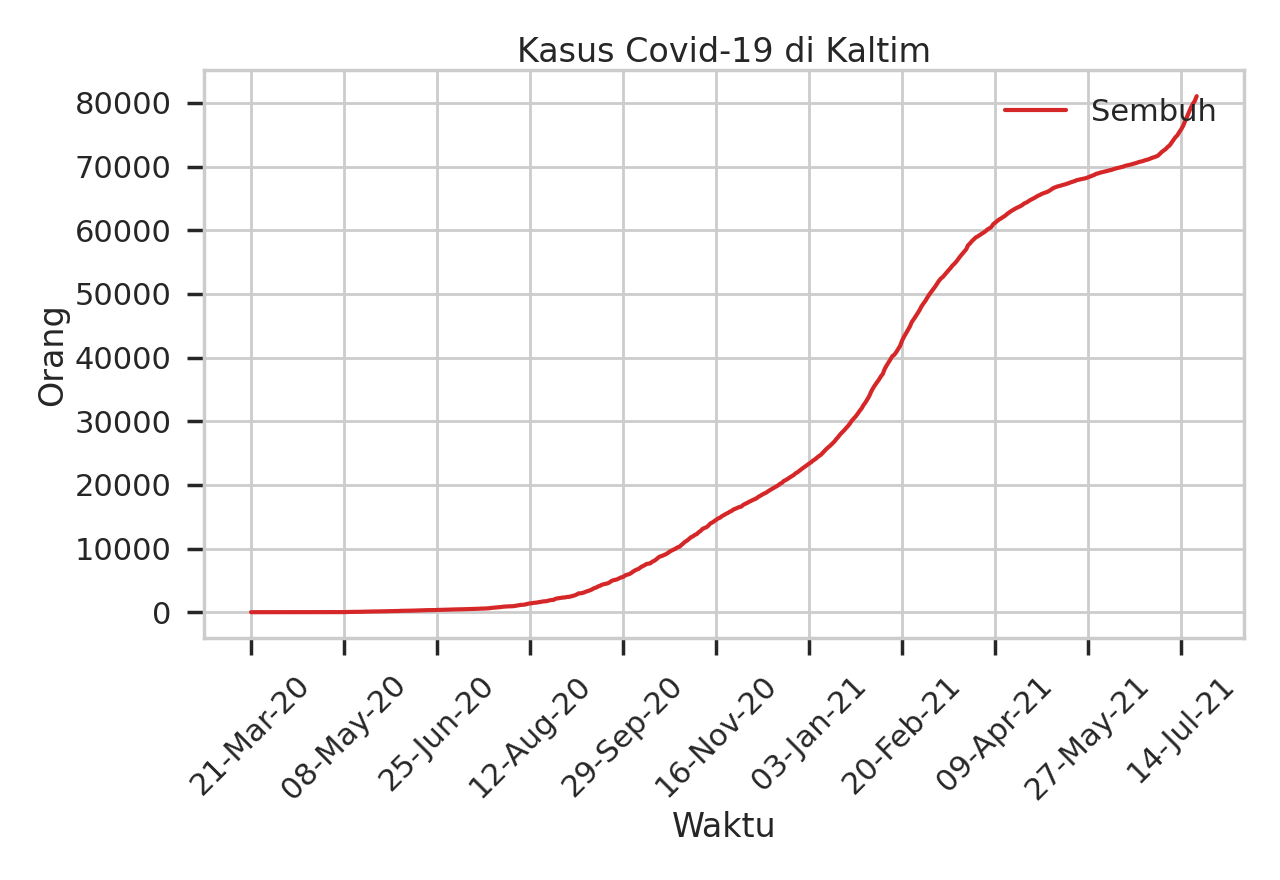 Kasus Covid-19 di Kaltim
Sembuh
Orang
80000
70000
60000
50000
40000
30000
20000
10000
0
21-Mar-20
08-May-20
25-Jun-20
12-Aug-20
29-Sep-20
16-Nov-20
03-Jan-21
20-Feb-21
09-Apr-21
27-May-21
14-Jul-21
Waktu